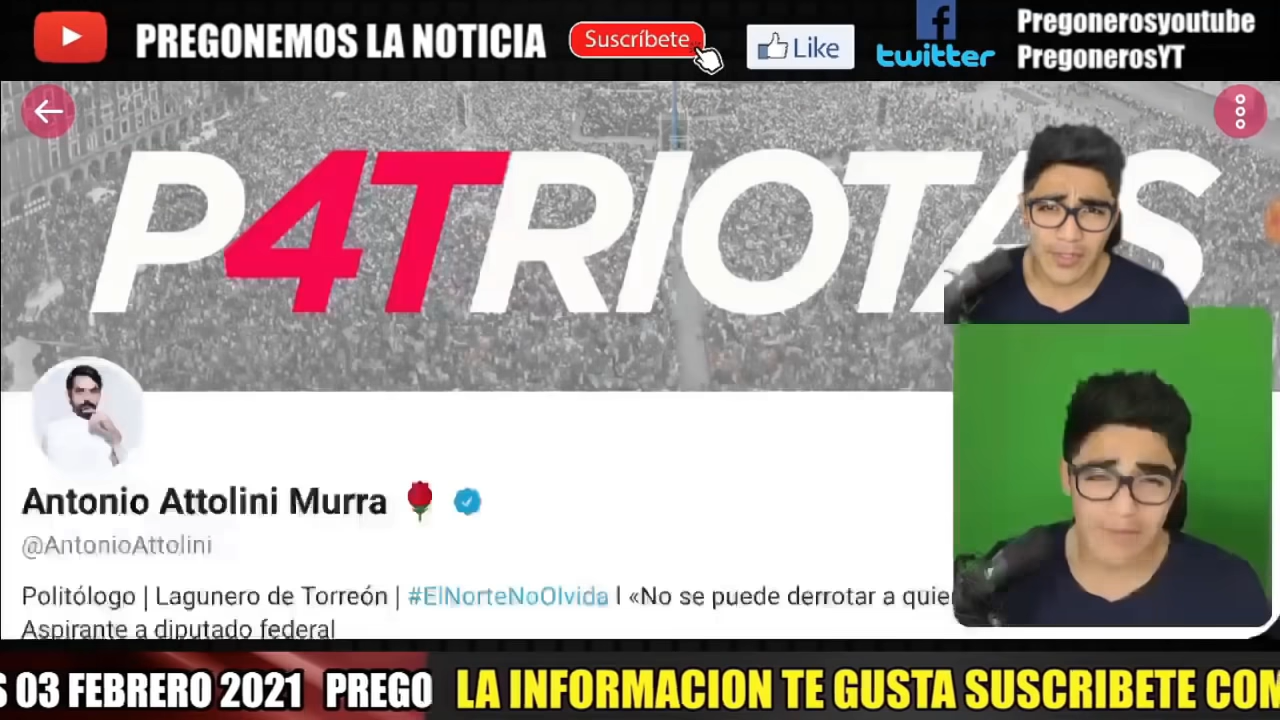 PREGONEMOS LA NOTICIA
Suscríbete
Like
twitter
Pregonerosyoutube
PregonerosYT
P4TRIOTAS
Antonio Attolini Murra
@AntonioAttolini
Politólogo | Lagunero de Torreón | #ElNorteNoOlvida l «No se puede derrotar a quien
Aspirante a diputado federal
S 03 FEBRERO 2021 PREGO
LA INFORMACION TE GUSTA SUSCRIBETE COM